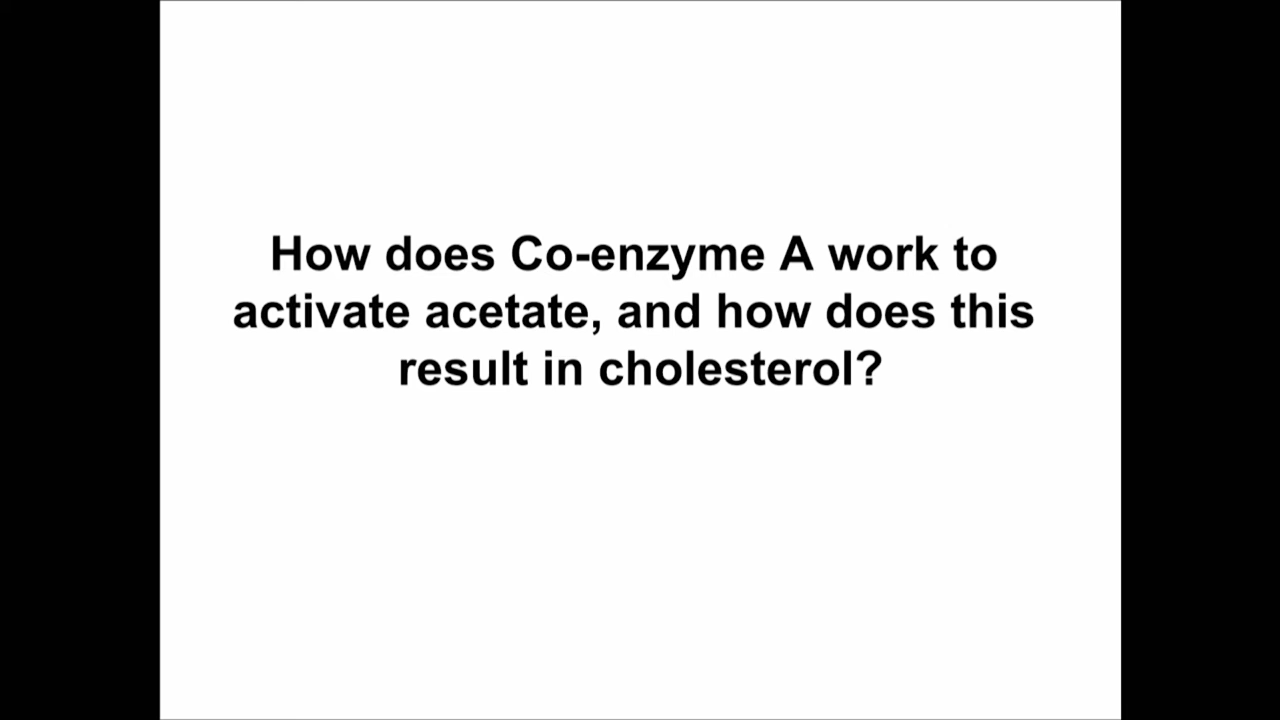 How does Co-enzyme A work to
activate acetate, and how does this
result in cholesterol?